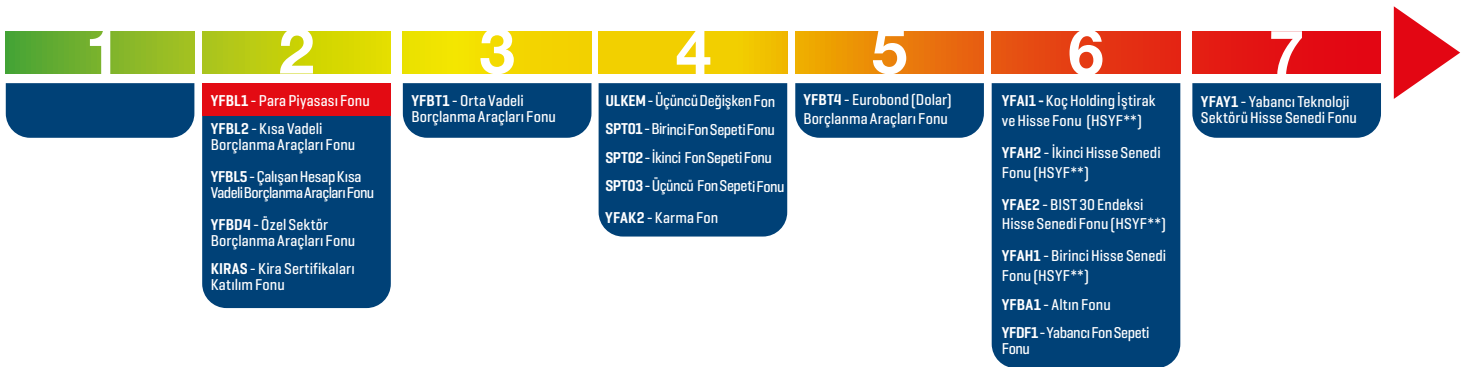 1
2
3
4
5
6
7
YFBL1 - Para Piyasası Fonu
YFBL2 - Kısa Vadeli
Borçlanma Araçları Fonu
YFBL5 - Çalışan Hesap Kısa
Vadeli Borçlanma Araçları Fonu
YFBD4 - Özel Sektör
Borçlanma Araçları Fonu
KIRAS - Kira Sertifikaları
Katılım Fonu
YFBT1 - Orta Vadeli
Borçlanma Araçları Fonu
ULKEM - Üçüncü Değişken Fon
SPT01 - Birinci Fon Sepeti Fonu
SPT02 - İkinci Fon Sepeti Fonu
SPT03 - Üçüncü Fon Sepeti Fonu
YFAK2 - Karma Fon
YFBT4 - Eurobond (Dolar)
Borçlanma Araçları Fonu
YFAI1 - Koç Holding İştirak
ve Hisse Fonu (HSYF**)
YFAH2 - İkinci Hisse Senedi
Fonu (HSYF**)
YFAE2 - BIST 30 Endeksi
Hisse Senedi Fonu (HSYF**)
YFAH1 - Birinci Hisse Senedi
Fonu (HSYF**)
YFBA1 - Altın Fonu
YFDF1 - Yabancı Fon Sepeti
Fonu
YFAY1 - Yabancı Teknoloji
Sektörü Hisse Senedi Fonu